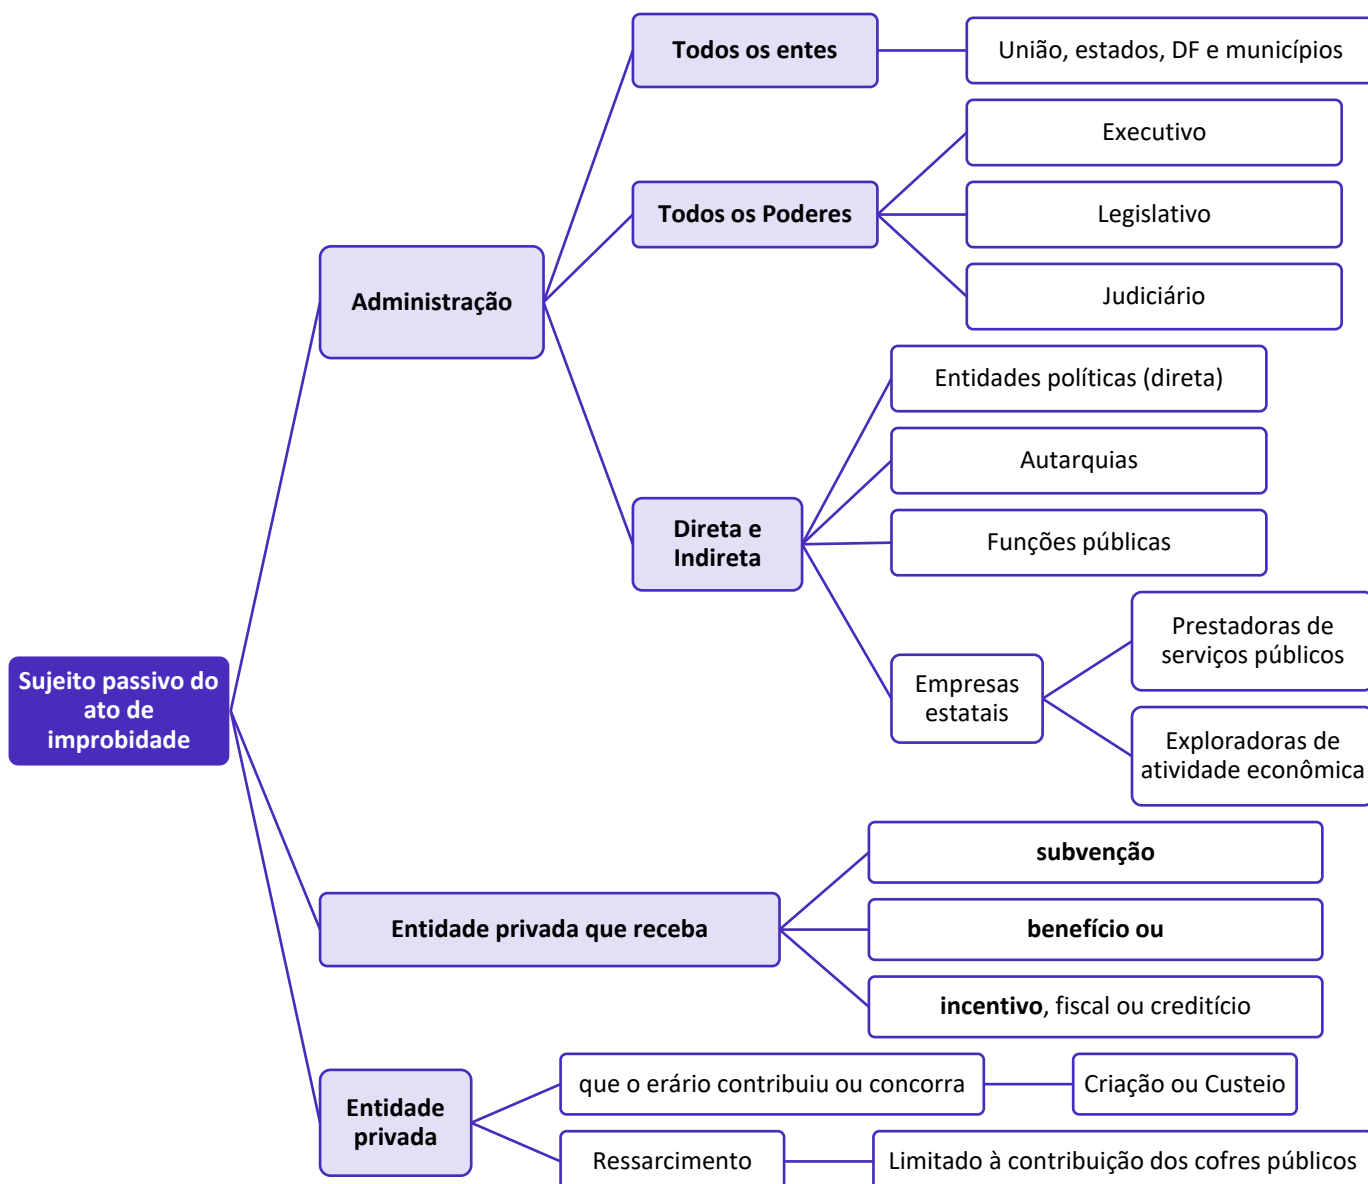 Todos os entes
União, estados, DF e municípios
Executivo
Todos os Poderes
Legislativo
Judiciário
Administração
Entidades políticas (direta)
Autarquias
Direta e
Indireta
Funções públicas
Empresas
estatais
Prestadoras de
serviços públicos
Exploradoras de
atividade econômica
Sujeito passivo do
ato de
improbidade
Entidade privada que receba
subvenção
benefício ou
incentivo, fiscal ou creditício
Entidade
privada
que o erário contribuiu ou concorra
Criação ou Custeio
Ressarcimento
Limitado à contribuição dos cofres públicos